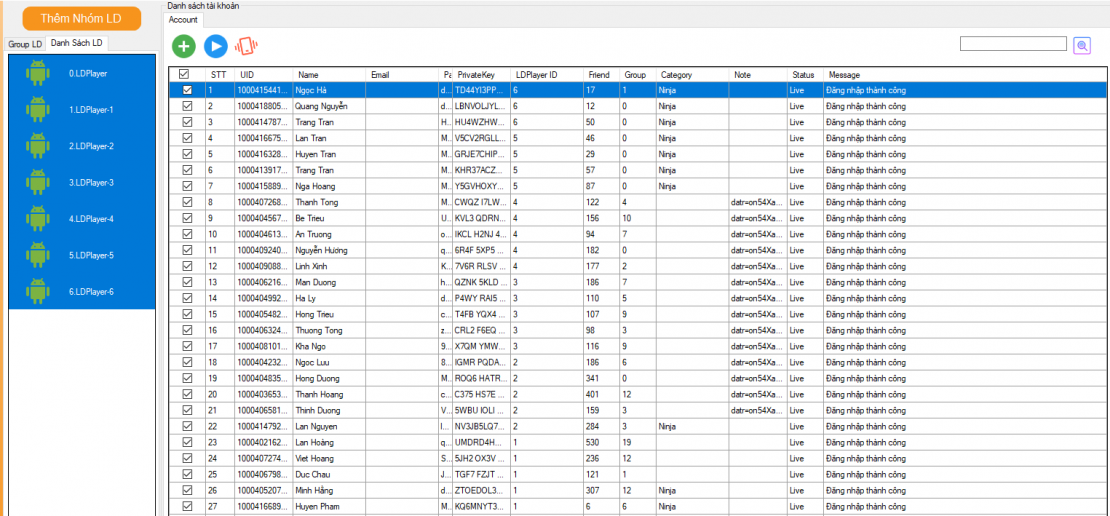 Thêm Nhóm LD
Group LD Danh Sách LD
0.LDPlayer
1.LDPlayer-1
2.LDPlayer-2
3.LDPlayer-3
4.LDPlayer-4
5.LDPlayer-5
6.LDPlayer-6
Danh sách tài khoản
Account
STT UID Name Email Pa PrivateKey LDPlayer ID Friend Group Category Note Status Message
1 1000415441... Ngọc Hà d... TD44YI3PP... 6 17 1 Ninja Live Đăng nhập thành công
2 1000418805... Quang Nguyễn d... LBNVOLJYL... 6 12 0 Ninja Live Đăng nhập thành công
3 1000414787... Trang Tran H... HU4WZHW... 6 50 0 Ninja Live Đăng nhập thành công
4 1000416675... Lan Tran M... V5CV2RGLL... 5 46 0 Ninja Live Đăng nhập thành công
5 1000416328... Huyen Tran M... GRJE7CHIP... 5 29 0 Ninja Live Đăng nhập thành công
6 1000413917... Trang Tran M... KHR37ACZ... 5 57 0 Ninja Live Đăng nhập thành công
7 1000415889... Nga Hoang M... Y5GVHOXY... 5 87 0 Ninja Live Đăng nhập thành công
8 1000407268... Thanh Tong M... CWQZ I7LW... 4 122 4 datr=on54Xa... Live Đăng nhập thành công
9 1000404567... Be Trieu U... KVL3 QDRN... 4 156 10 datr=on54Xa... Live Đăng nhập thành công
10 1000404613... An Truong o... IKCL H2NJ 4... 4 94 7 datr=on54Xa... Live Đăng nhập thành công
11 1000409240... Nguyễn Hương q... 6R4F 5XP5 ... 4 182 0 datr=on54Xa... Live Đăng nhập thành công
12 1000409088... Linh Xinh K... 7V6R RLSV ... 4 177 2 datr=on54Xa... Live Đăng nhập thành công
13 1000406216... Man Duong h... QZNK 5KLD ... 3 186 7 datr=on54Xa... Live Đăng nhập thành công
14 1000404992... Ha Ly d... P4WY RAI5 ... 3 110 5 datr=on54Xa... Live Đăng nhập thành công
15 1000405482... Hong Trieu c... T4FB YQX4 ... 3 107 9 datr=on54Xa... Live Đăng nhập thành công
16 1000406324... Thuong Tong z... CRL2 F6EQ ... 3 98 3 datr=on54Xa... Live Đăng nhập thành công
17 1000408101... Kha Ngo 9... X7QM YMW... 3 116 9 datr=on54Xa... Live Đăng nhập thành công
18 1000404232... Ngoc Luu 8... IGMR PQDA... 2 186 6 datr=on54Xa... Live Đăng nhập thành công
19 1000404835... Hong Duong M... ROQ6 HATR... 2 341 0 datr=on54Xa... Live Đăng nhập thành công
20 1000403653... Thanh Hoang c... C375 HS7E ... 2 401 12 datr=on54Xa... Live Đăng nhập thành công
21 1000406581... Thinh Duong V... 5WBU IOLI ... 2 159 3 datr=on54Xa... Live Đăng nhập thành công
22 1000414792... Lan Nguyen l... NV3JB5LQ7... 2 284 3 Ninja Live Đăng nhập thành công
23 1000402162... Lan Hoàng q... UMDRD4H... 1 530 19 Live Đăng nhập thành công
24 1000407274... Viet Hoang S... 5JH2 OX3V ... 1 236 12 Live Đăng nhập thành công
25 1000406798... Duc Chau J... TGF7 FZJT ... 1 121 1 Live Đăng nhập thành công
26 1000405207... Minh Hằng d... ZTOEDOL3... 1 307 12 Ninja Live Đăng nhập thành công
27 1000416689... Huyen Pham M... KQ6MNYT3... 1 6 6 Ninja Live Đăng nhập thành công